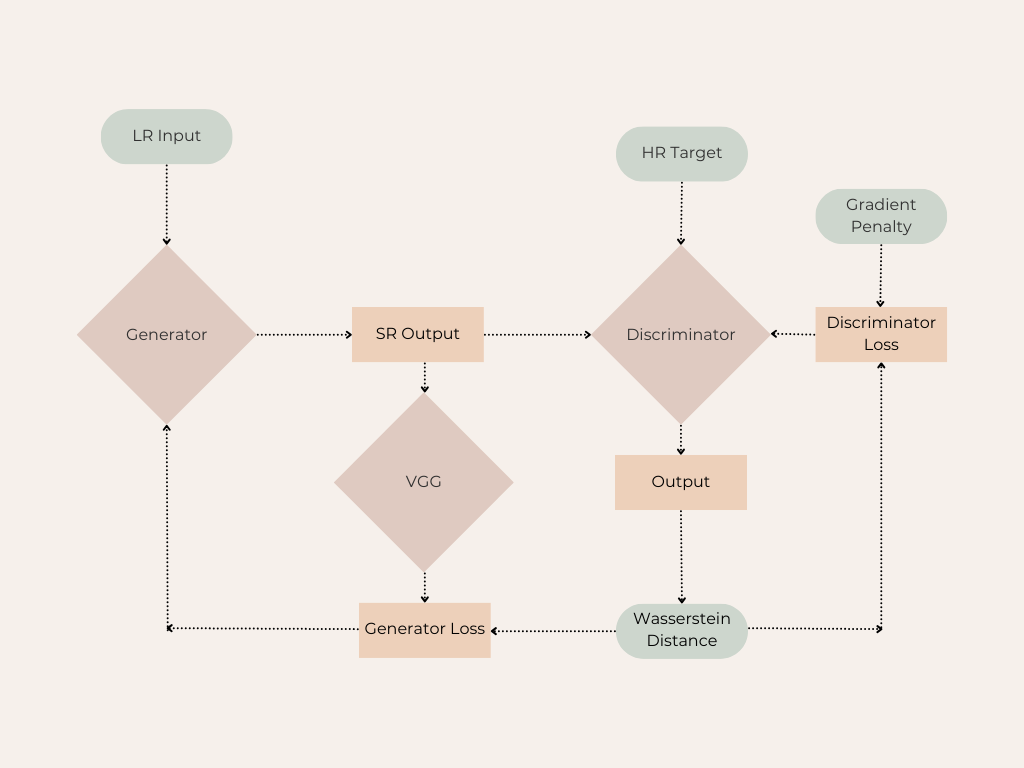 LR Input
HR Target
Gradient
Penalty
Generator
SR Output
Discriminator
Discriminator
Loss
VGG
Output
Generator Loss
Wasserstein
Distance